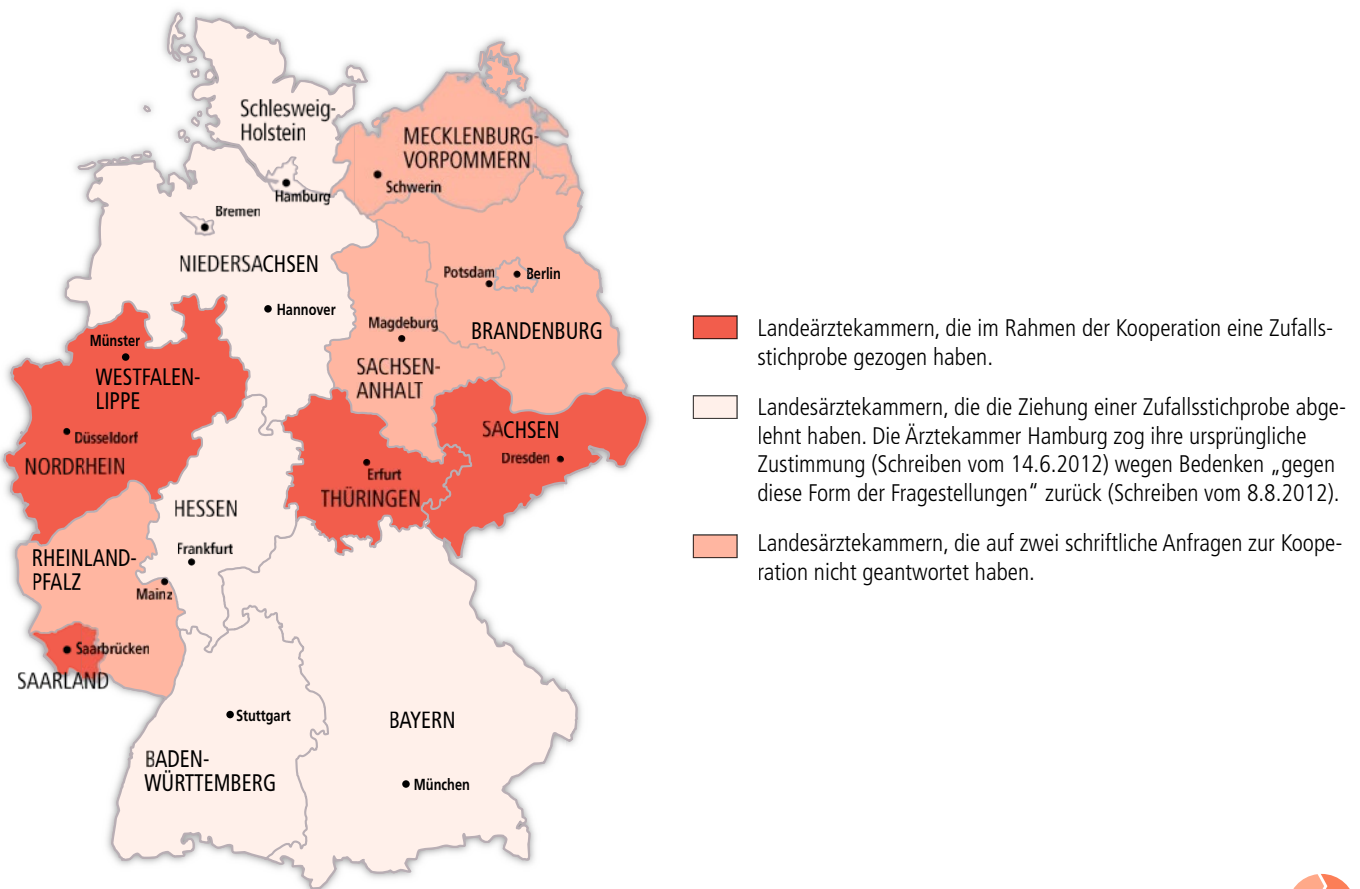 Schleswig-
Holstein
MECKLENBURG-
VORPOMMERN
Schwerin
Hamburg
Bremen
NIEDERSACHSEN
Potsdam
Berlin
Hannover
Magdeburg
BRANDENBURG
Münster
SACHSEN-
ANHALT
WESTFALEN-
LIPPE
Düsseldorf
SACHSEN
NORDRHEIN
Dresden
Erfurt
THÜRINGEN
HESSEN
RHEINLAND-
PFALZ
Frankfurt
Mainz
Saarbrücken
SAARLAND
Stuttgart
BAYERN
BADEN-
WÜRTTEMBERG
München
Landeärztekammern, die im Rahmen der Kooperation eine Zufalls-
stichprobe gezogen haben.
Landesärztekammern, die die Ziehung einer Zufallsstichprobe abge-
lehnt haben. Die Ärztekammer Hamburg zog ihre ursprüngliche
Zustimmung (Schreiben vom 14.6.2012) wegen Bedenken „gegen
diese Form der Fragestellungen“ zurück (Schreiben vom 8.8.2012).
Landesärztekammern, die auf zwei schriftliche Anfragen zur Koope-
ration nicht geantwortet haben.